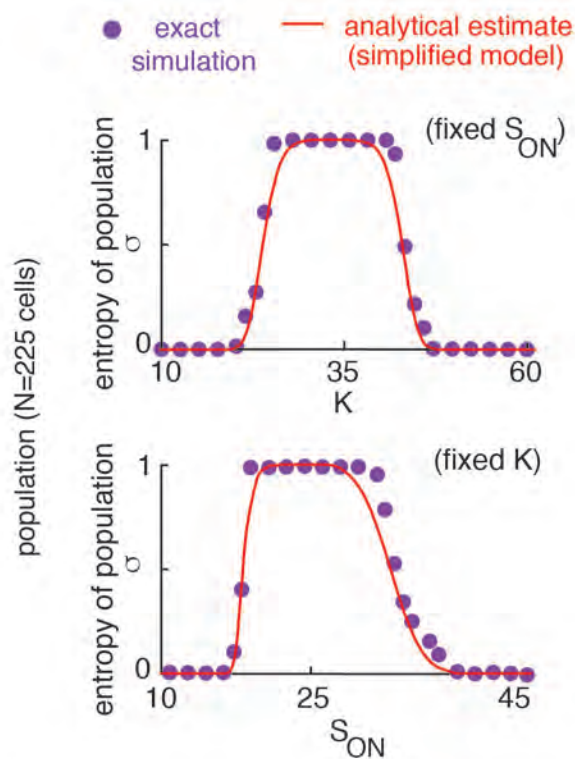 exact simulation
analytical estimate (simplified model)
population (N=225 cells)
(fixed S_ON)
entropy of population
σ
1
0
10
35
60
K
(fixed K)
entropy of population
σ
1
0
10
25
45
S_ON